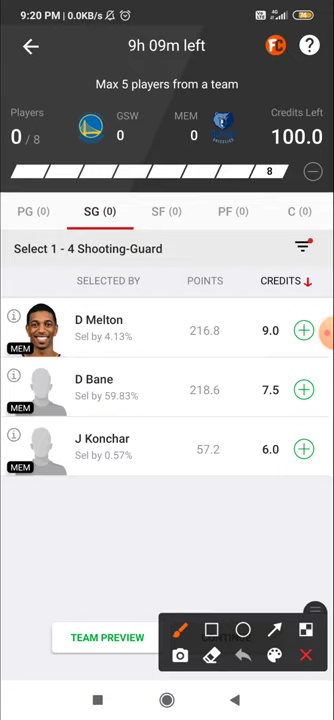 9:20 PM | 0.0KB/s
74
9h 09m left
FC
?
Max 5 players from a team
Players
GSW
MEM
Credits Left
0 / 8
0
0
100.0
8
PG (0)
SG (0)
SF (0)
PF (0)
C (0)
Select 1 - 4 Shooting-Guard
SELECTED BY
POINTS
CREDITS
D Melton
Sel by 4.13%
216.8
9.0
MEM
D Bane
Sel by 59.83%
218.6
7.5
MEM
J Konchar
Sel by 0.57%
57.2
6.0
MEM
TEAM PREVIEW
CONTINUE